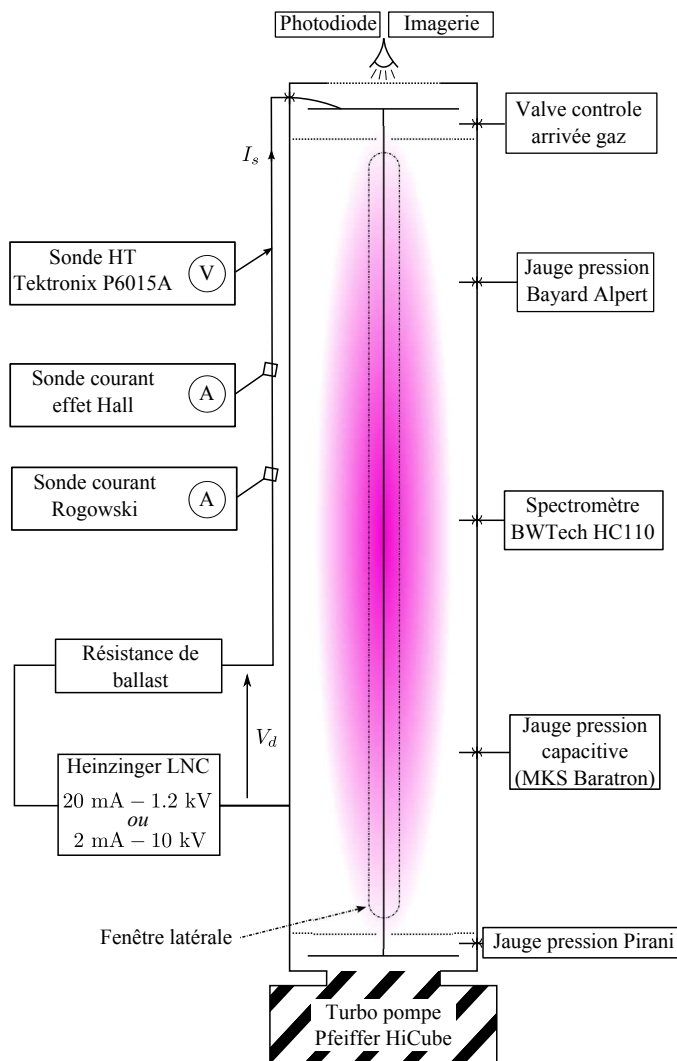 Photodiode
Imagerie
Valve controle
arrivée gaz
I_s
Sonde HT
Tektronix P6015A
V
Jauge pression
Bayard Alpert
Sonde courant
effet Hall
A
Sonde courant
Rogowski
A
Spectromètre
BWTech HC110
Résistance de
ballast
V_d
Jauge pression
capacitive
(MKS Baratron)
Heinzinger LNC
20 mA – 1.2 kV
ou
2 mA – 10 kV
Fenêtre latérale
Jauge pression Pirani
Turbo pompe
Pfeiffer HiCube